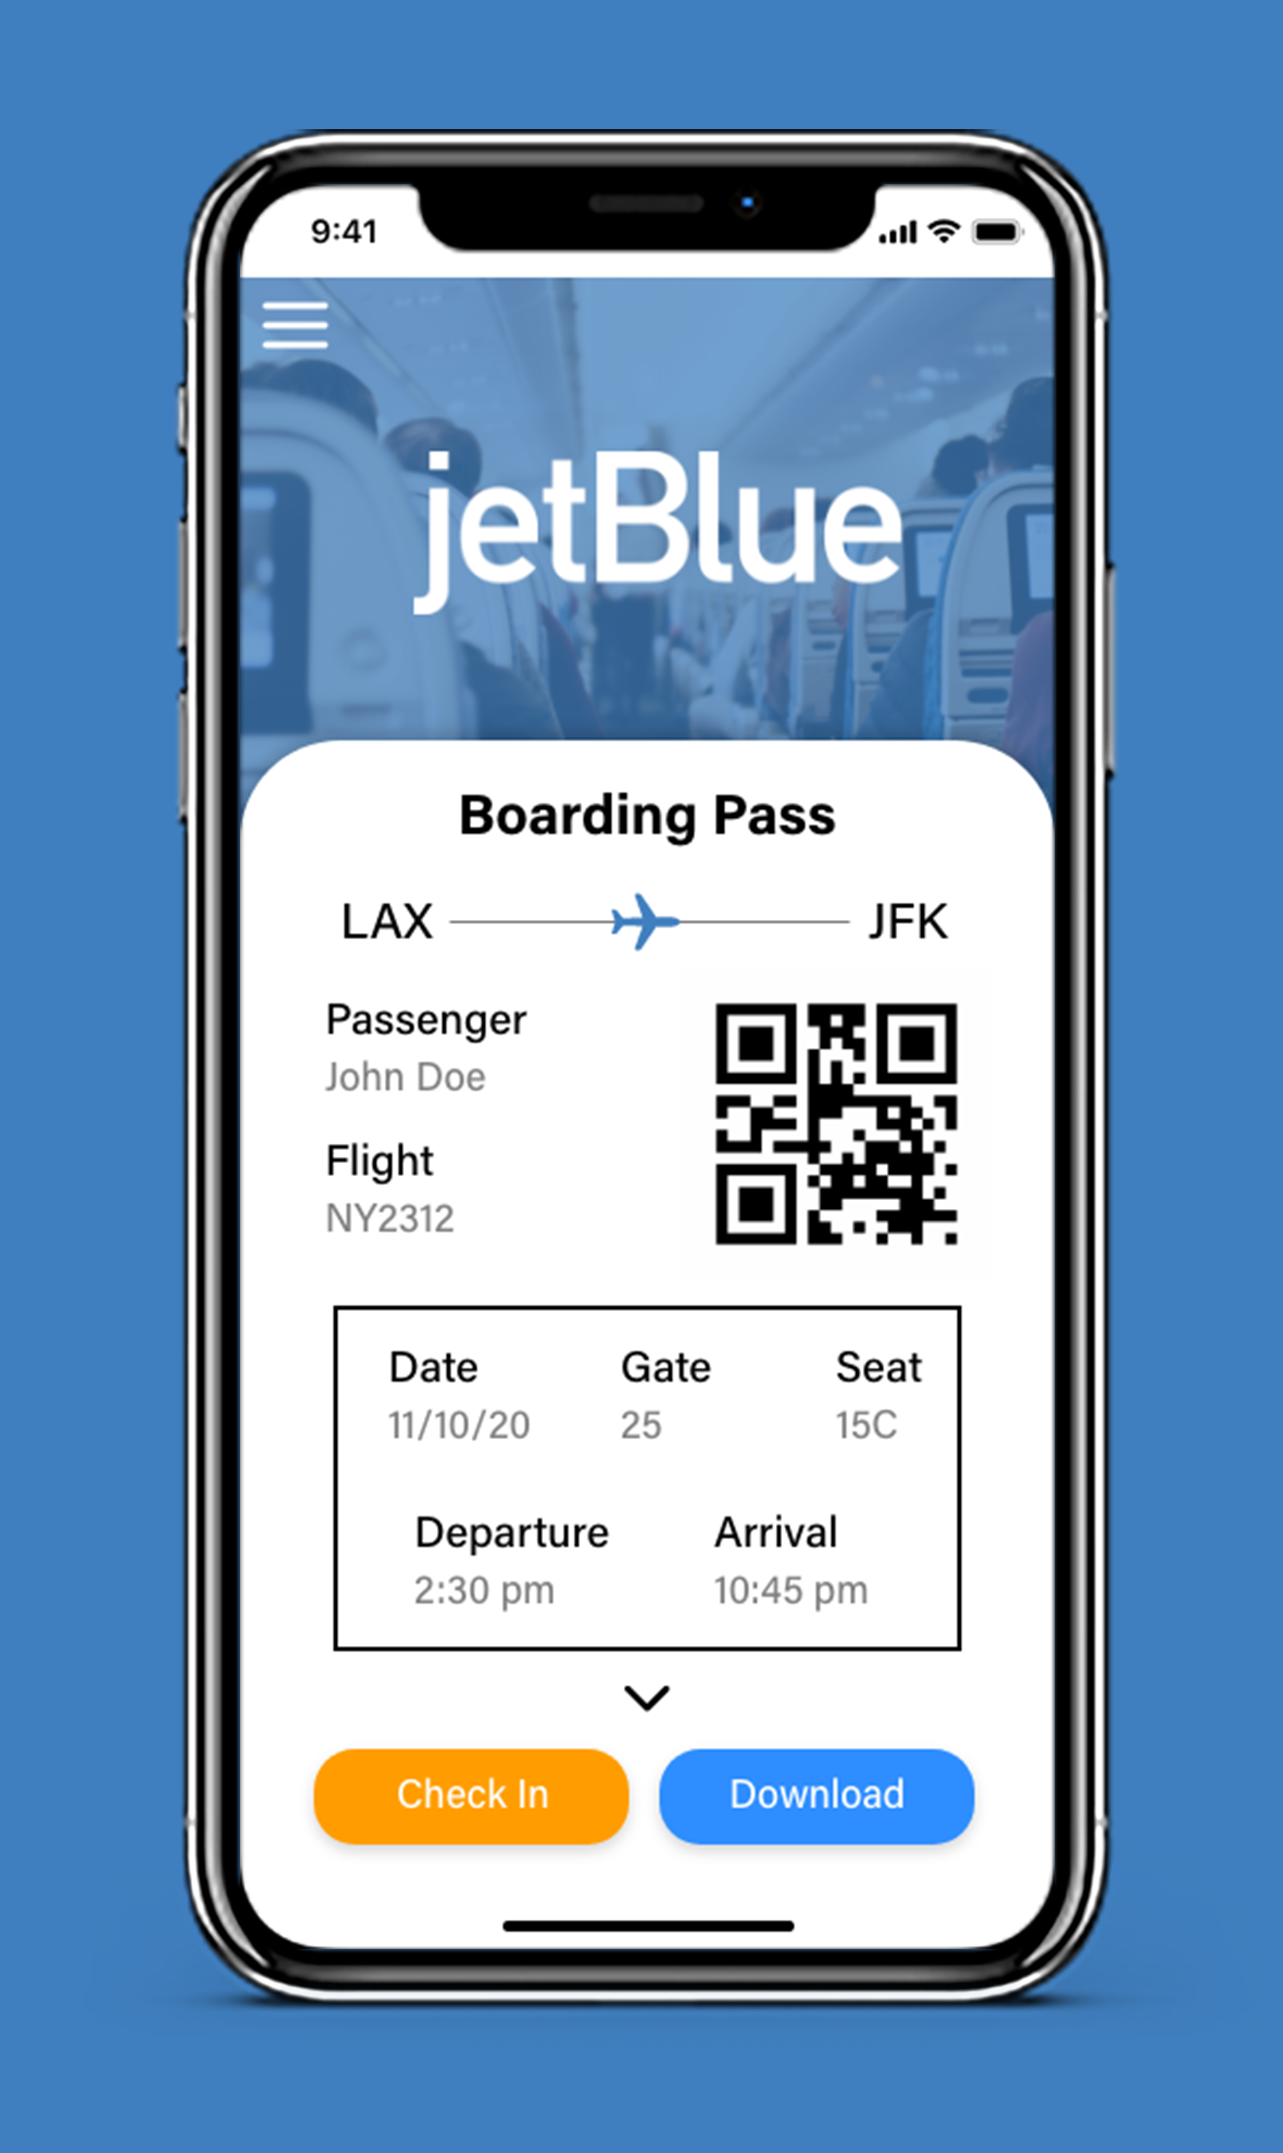 9:41
jetBlue
Boarding Pass
LAX JFK
Passenger
John Doe
Flight
NY2312
Date Gate Seat
11/10/20 25 15C
Departure Arrival
2:30 pm 10:45 pm
Check In Download